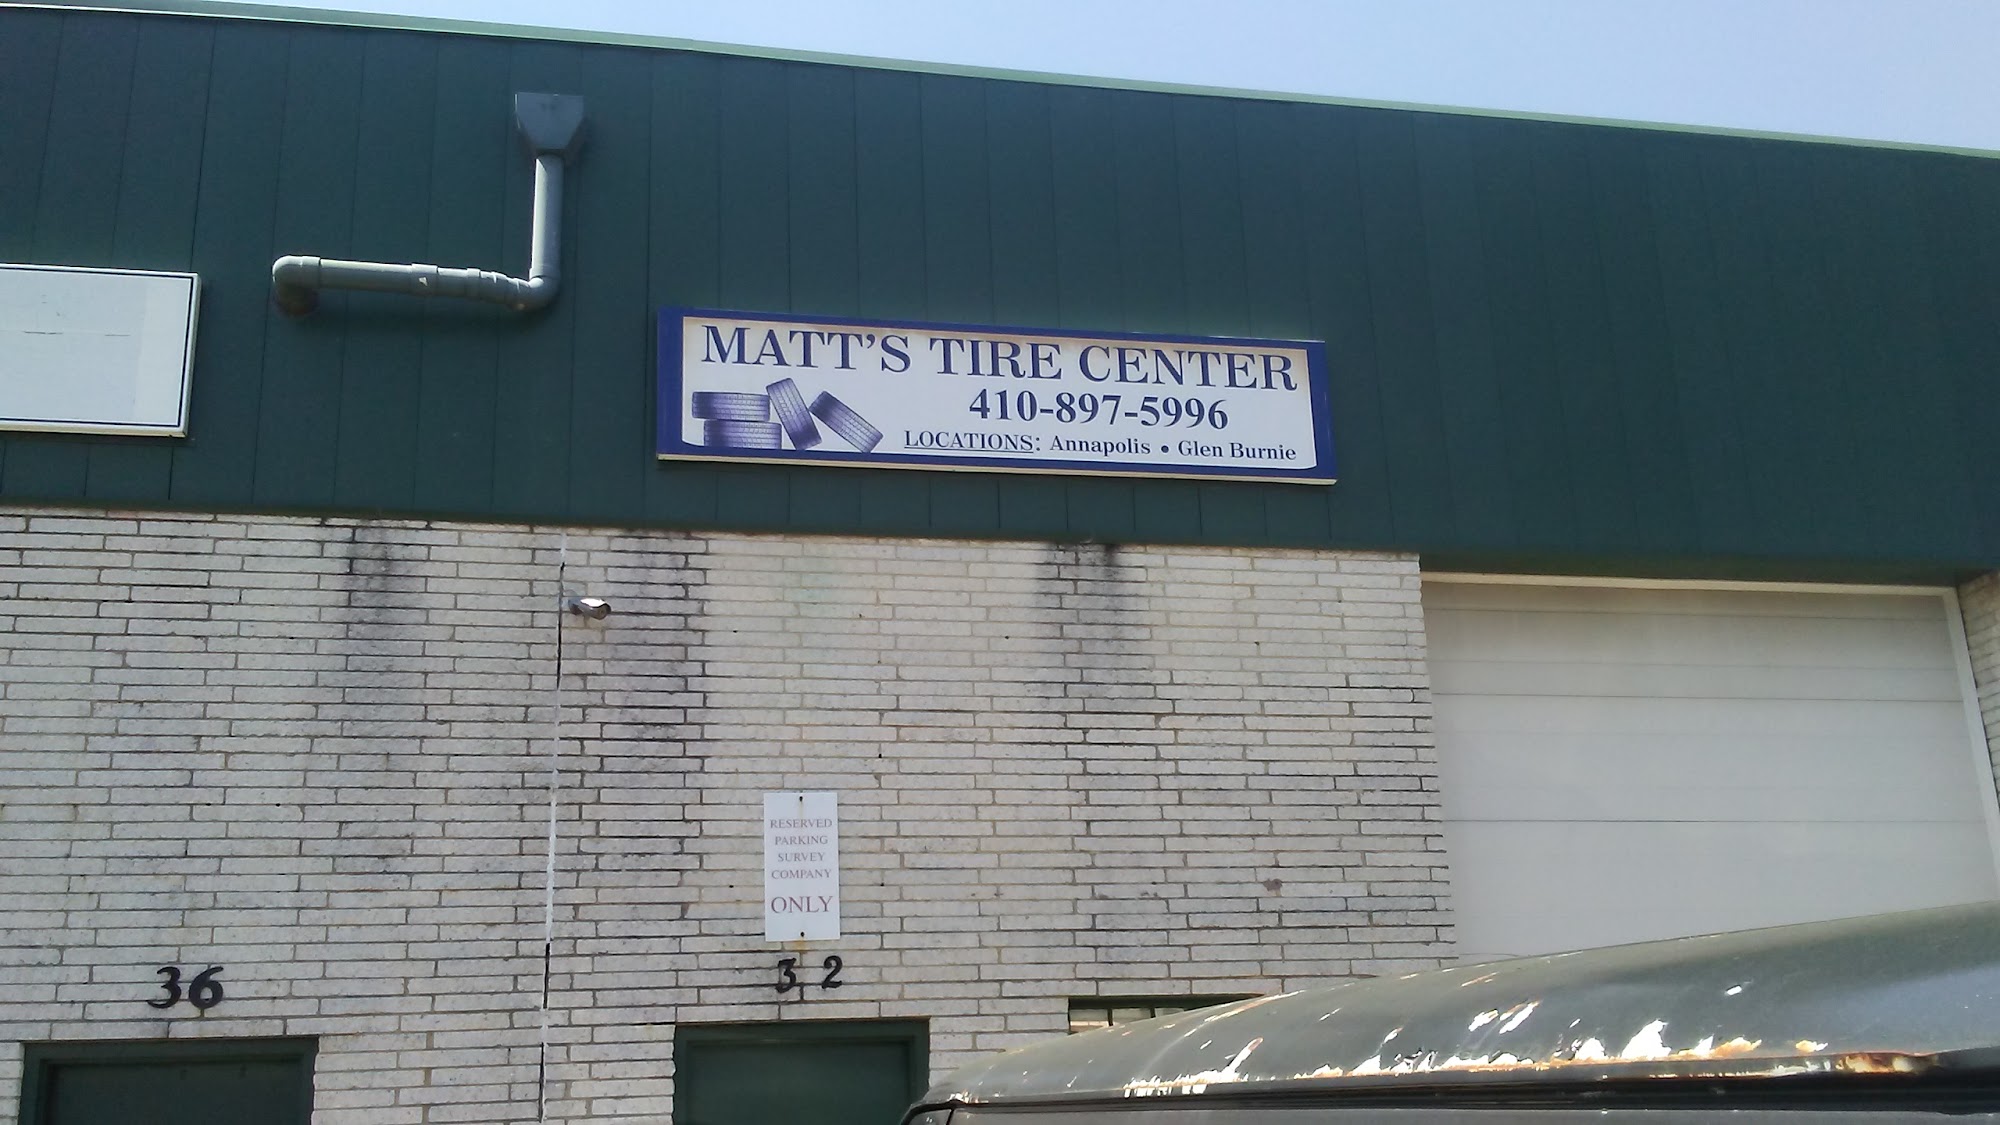 MATT'S TIRE CENTER
410-897-5996
LOCATIONS: Annapolis • Glen Burnie
RESERVED
PARKING
SURVEY
COMPANY
ONLY
36
32